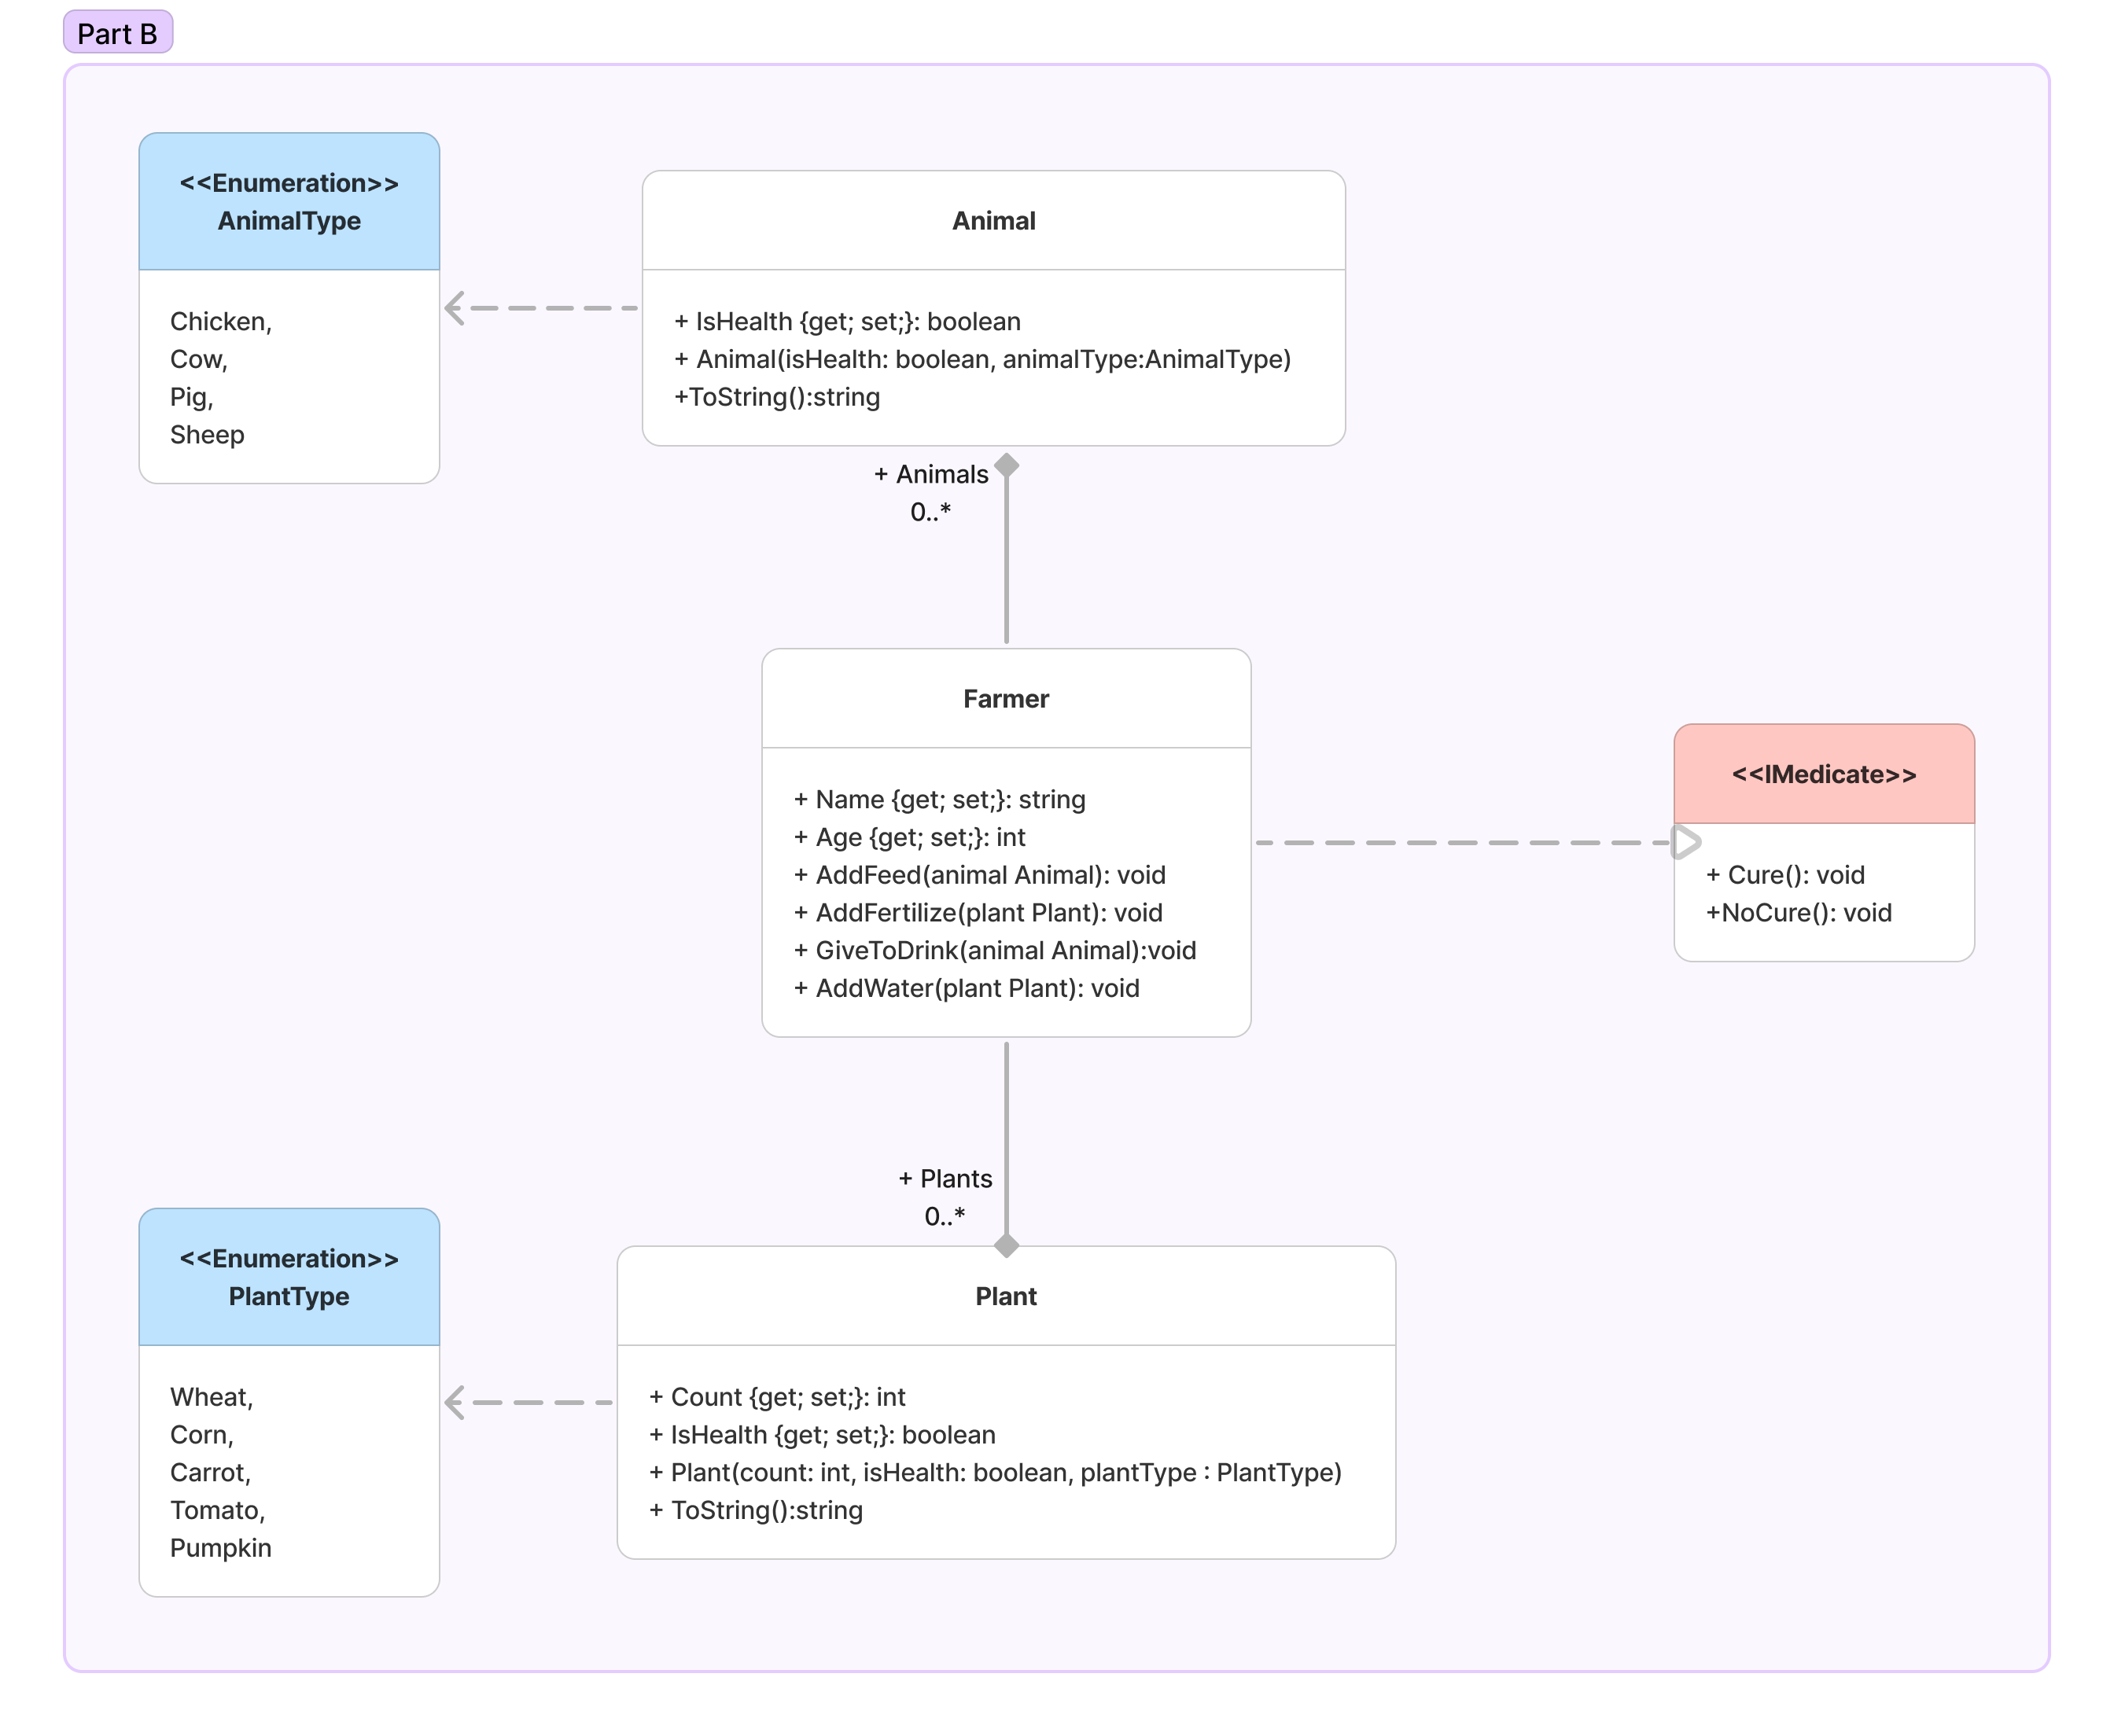 Part B
<<Enumeration>>
AnimalType
Chicken,
Cow,
Pig,
Sheep
Animal
+ IsHealth {get; set;}: boolean
+ Animal(isHealth: boolean, animalType:AnimalType)
+ToString():string
+ Animals
0..*
Farmer
+ Name {get; set;}: string
+ Age {get; set;}: int
+ AddFeed(animal Animal): void
+ AddFertilize(plant Plant): void
+ GiveToDrink(animal Animal):void
+ AddWater(plant Plant): void
<<IMedicate>>
+ Cure(): void
+NoCure(): void
+ Plants
0..*
<<Enumeration>>
PlantType
Wheat,
Corn,
Carrot,
Tomato,
Pumpkin
Plant
+ Count {get; set;}: int
+ IsHealth {get; set;}: boolean
+ Plant(count: int, isHealth: boolean, plantType : PlantType)
+ ToString():string